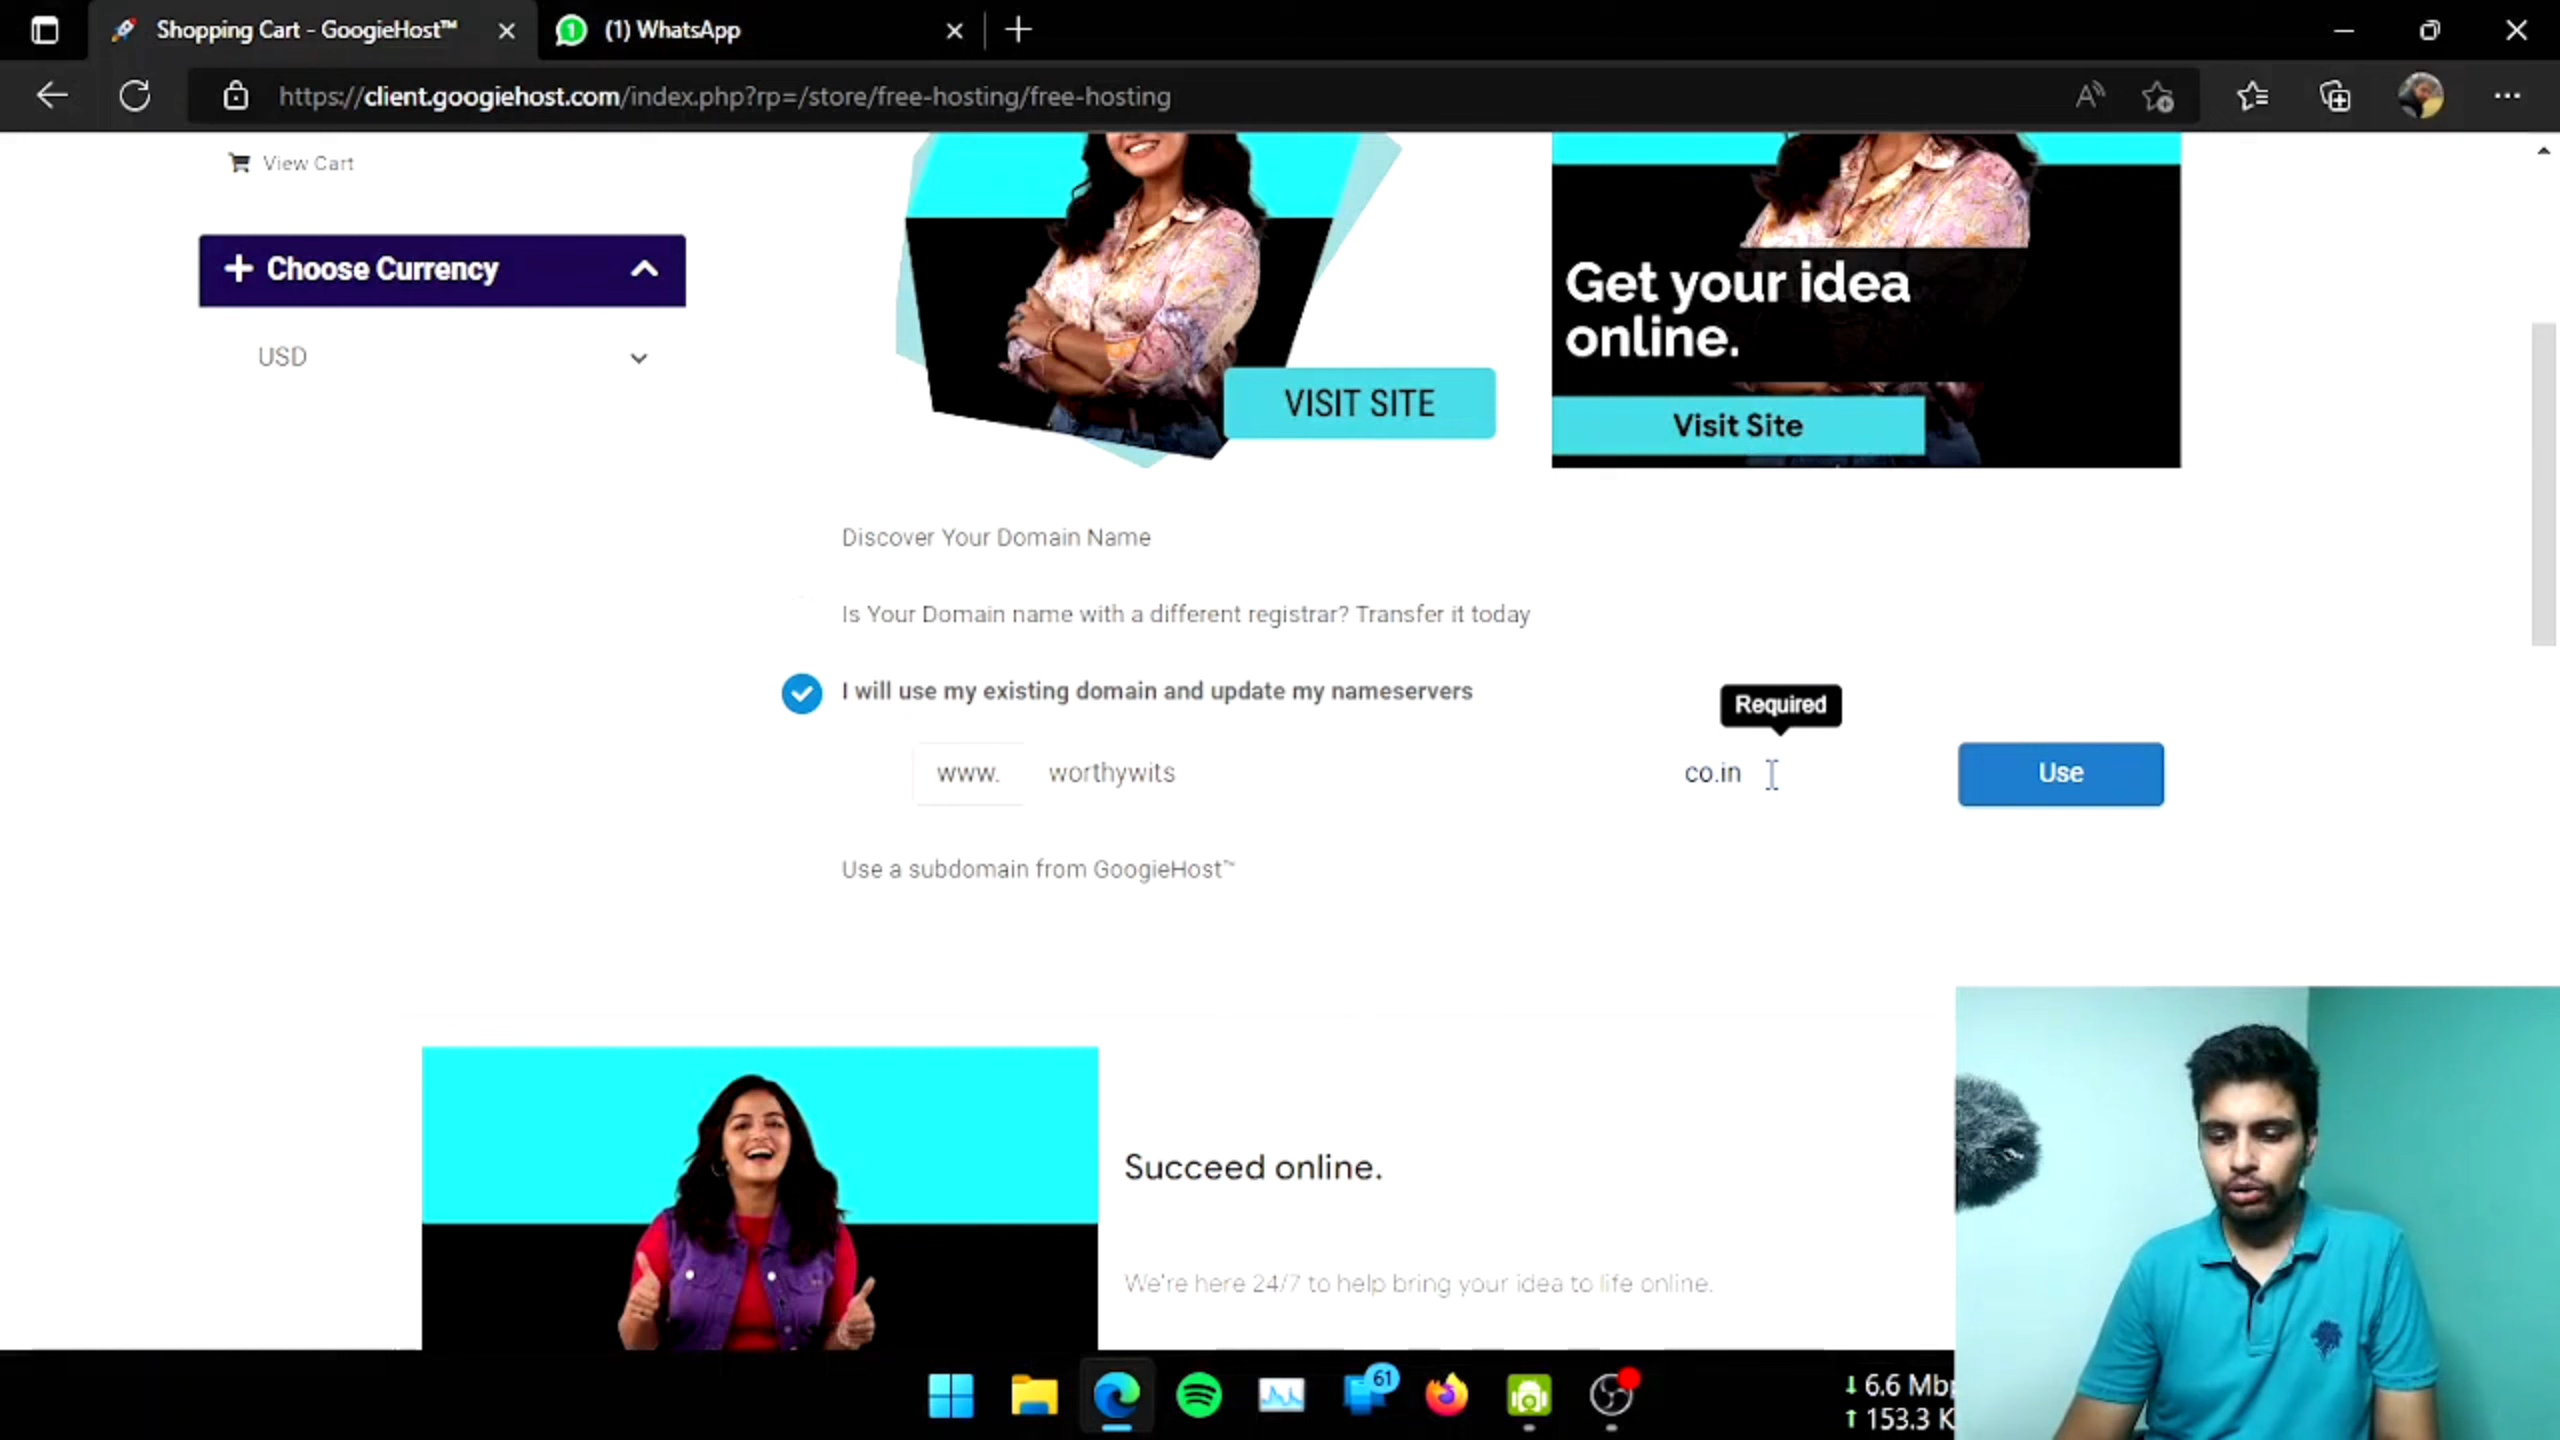 Shopping Cart - GoogieHost™
(1) WhatsApp
https://client.googiehost.com/index.php?rp=/store/free-hosting/free-hosting
View Cart
Choose Currency
USD
VISIT SITE
Get your idea
online.
Visit Site
Discover Your Domain Name
Is Your Domain name with a different registrar? Transfer it today
I will use my existing domain and update my nameservers
Required
www.
worthywits
co.in
Use
Use a subdomain from GoogieHost™
Succeed online.
We're here 24/7 to help bring your idea to life online.
61
↓ 6.6
↑ 153.3